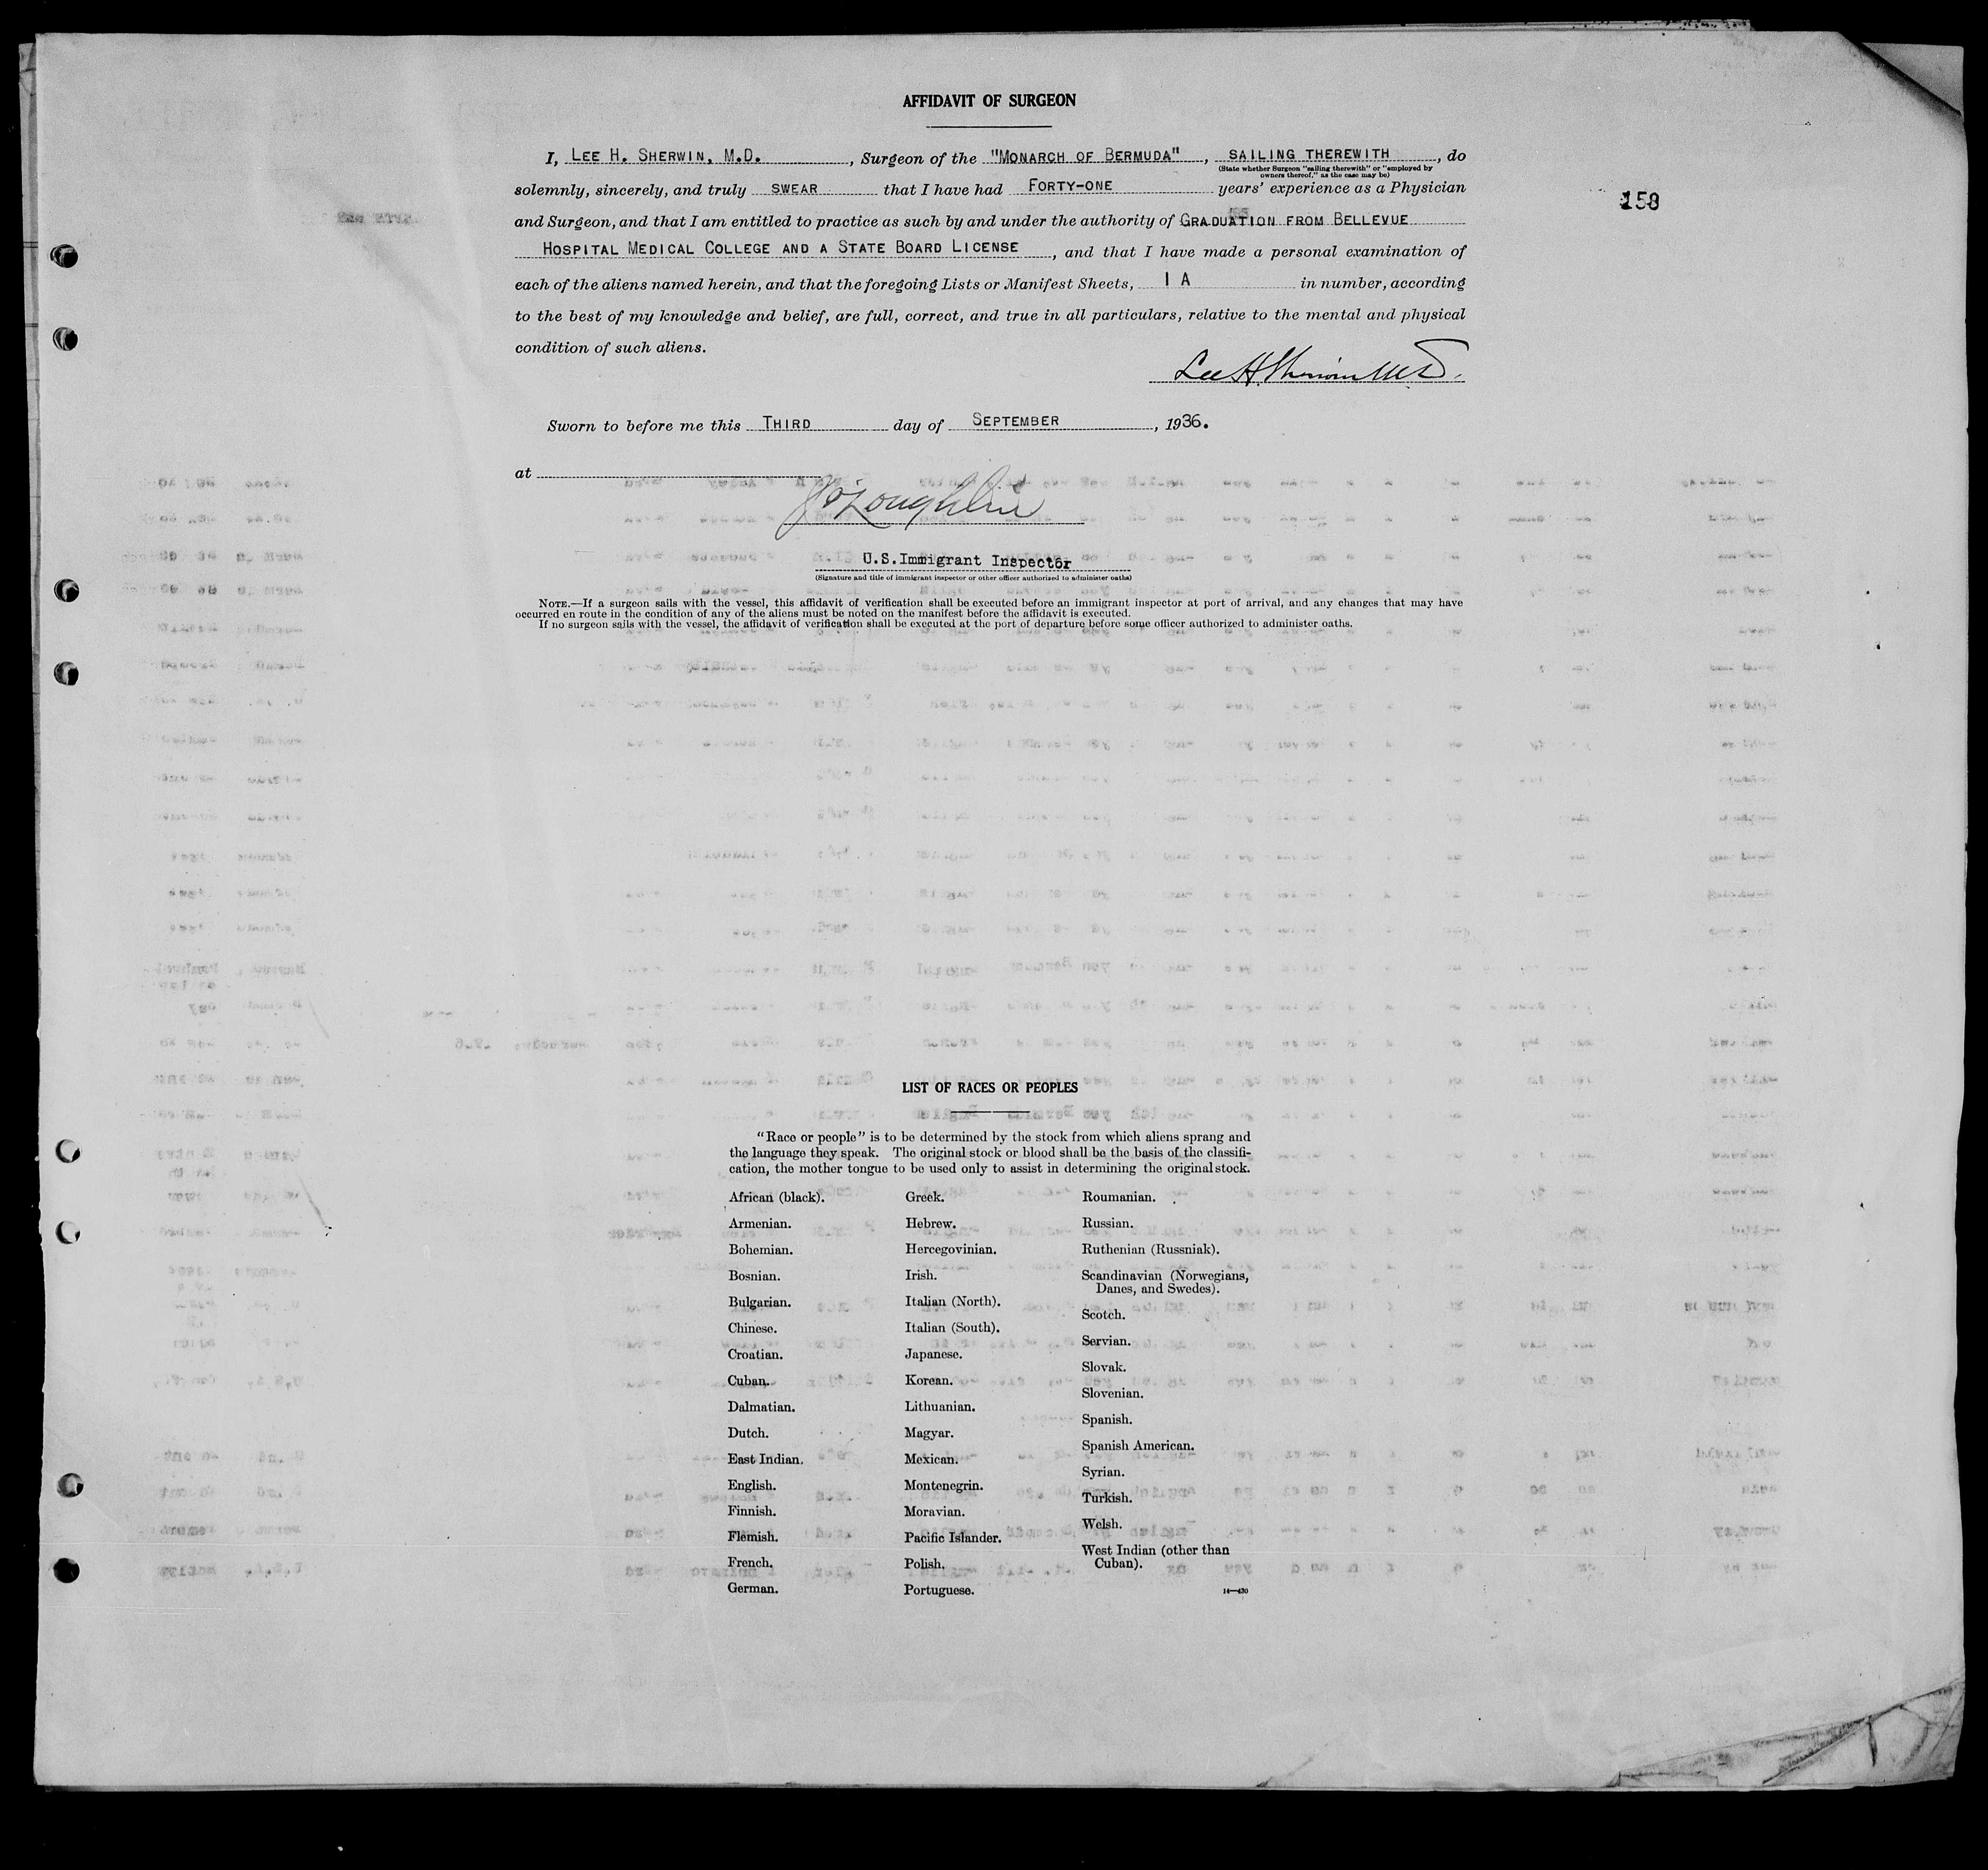 AFFIDAVIT OF SURGEON
I, LEE H. SHERWIN, M.D. , Surgeon of the "MONARCH OF BERMUDA" , SAILING THEREWITH , do
(State whether Surgeon "sailing therewith" or "employed by
owners thereof," as the case may be)
solemnly, sincerely, and truly SWEAR that I have had FORTY-ONE years' experience as a Physician
158
and Surgeon, and that I am entitled to practice as such by and under the authority of GRADUATION FROM BELLEVUE
HOSPITAL MEDICAL COLLEGE AND A STATE BOARD LICENSE , and that I have made a personal examination of
each of the aliens named herein, and that the foregoing Lists or Manifest Sheets, I A in number, according
to the best of my knowledge and belief, are full, correct, and true in all particulars, relative to the mental and physical
condition of such aliens.
Lee H. Sherwin M.D.
Sworn to before me this THIRD day of SEPTEMBER , 1936.
at
U.S.Immigrant Inspector
(Signature and title of immigrant inspector or other officer authorized to administer oaths)
NOTE.—If a surgeon sails with the vessel, this affidavit of verification shall be executed before an immigrant inspector at port of arrival, and any changes that may have
occurred en route in the condition of any of the aliens must be noted on the manifest before the affidavit is executed.
If no surgeon sails with the vessel, the affidavit of verification shall be executed at the port of departure before some officer authorized to administer oaths.
LIST OF RACES OR PEOPLES
"Race or people" is to be determined by the stock from which aliens sprang and
the language they speak. The original stock or blood shall be the basis of the classifi-
cation, the mother tongue to be used only to assist in determining the original stock.
African (black).
Armenian.
Bohemian.
Bosnian.
Bulgarian.
Chinese.
Croatian.
Cuban.
Dalmatian.
Dutch.
East Indian.
English.
Finnish.
Flemish.
French.
German.
Greek.
Hebrew.
Hercegovinian.
Irish.
Italian (North).
Italian (South).
Japanese.
Korean.
Lithuanian.
Magyar.
Mexican.
Montenegrin.
Moravian.
Pacific Islander.
Polish.
Portuguese.
Roumanian.
Russian.
Ruthenian (Russniak).
Scandinavian (Norwegians,
Danes, and Swedes).
Scotch.
Servian.
Slovak.
Slovenian.
Spanish.
Spanish American.
Syrian.
Turkish.
Welsh.
West Indian (other than
Cuban).
14—430